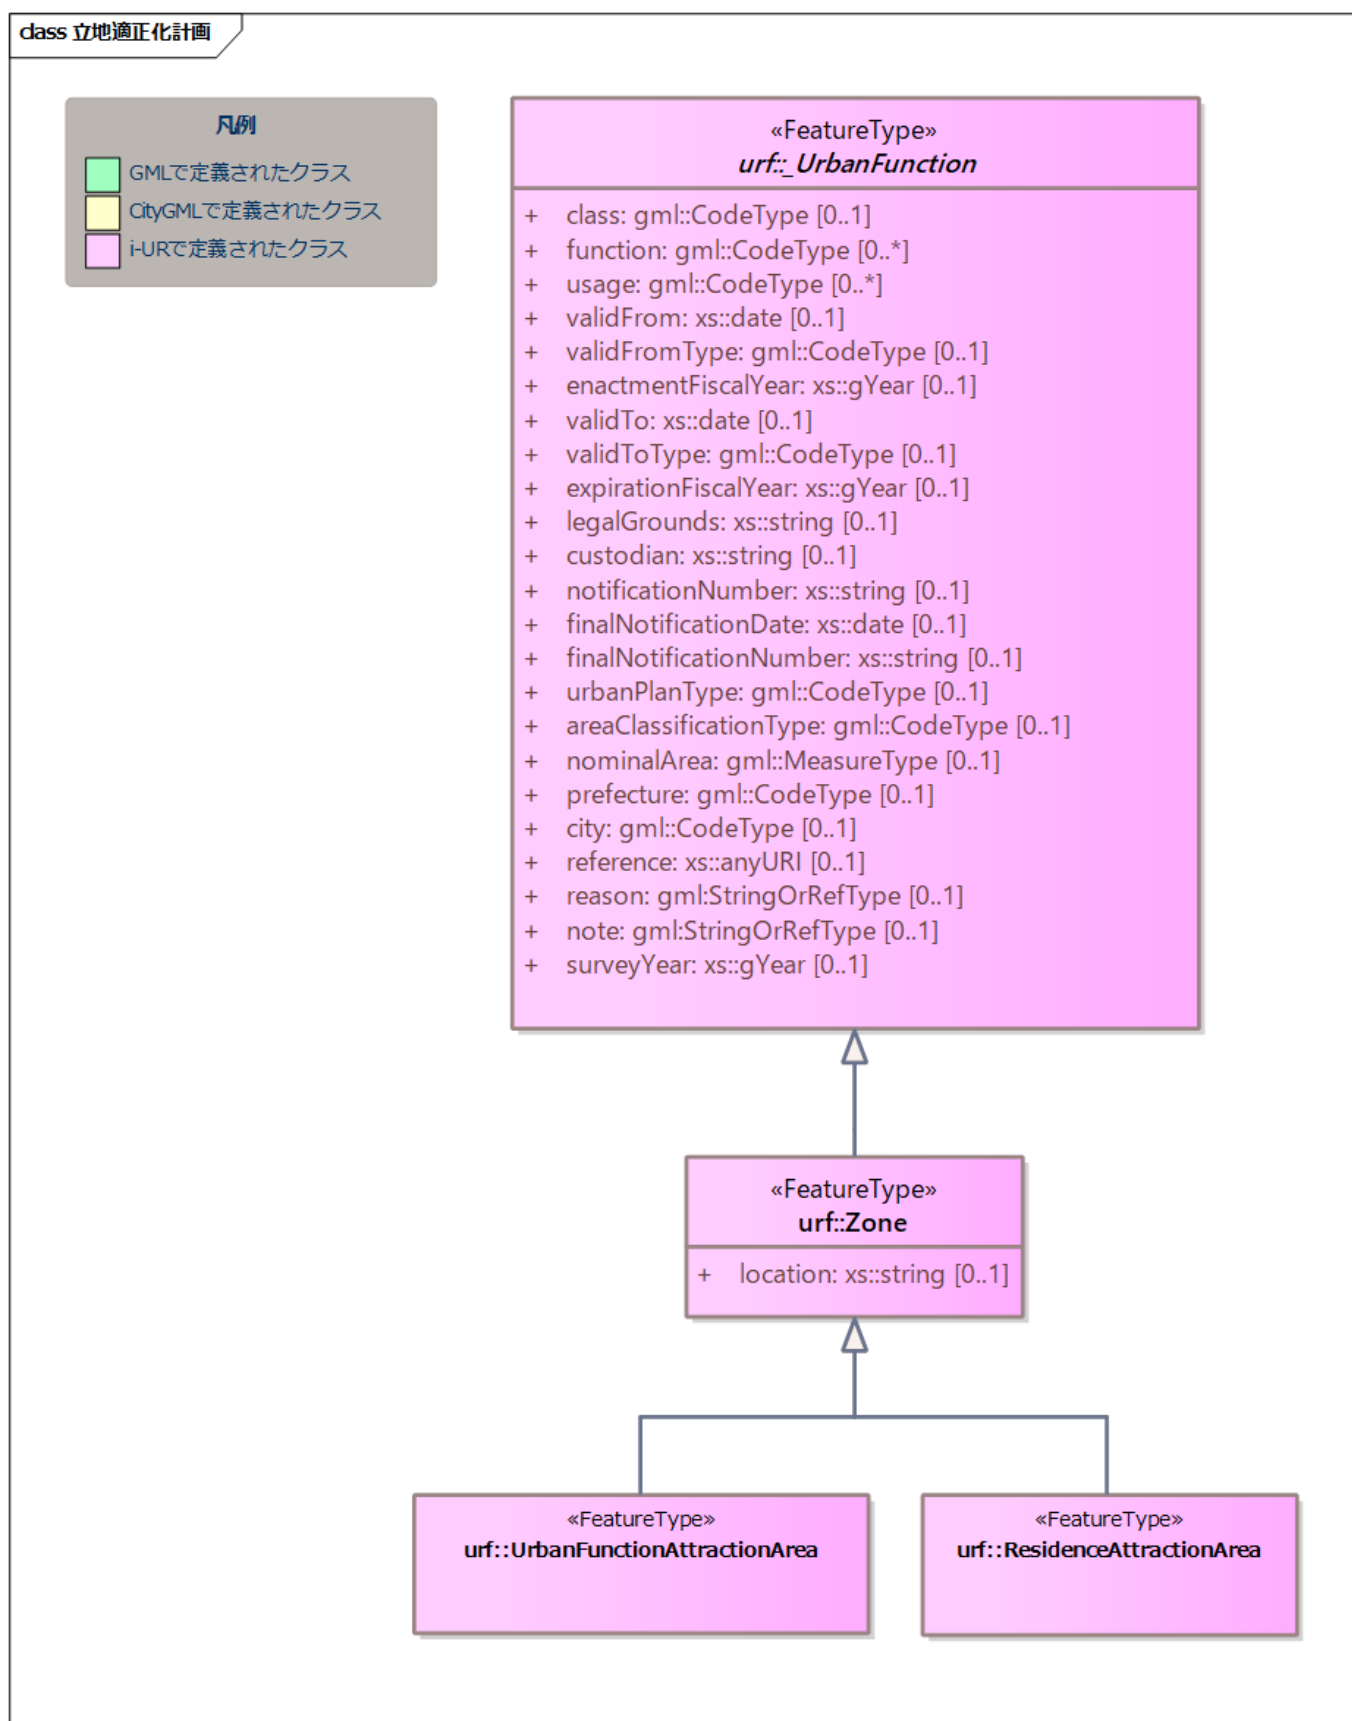 class 立地適正化計画
凡例
GMLで定義されたクラス
CityGMLで定義されたクラス
i-URで定義されたクラス
«FeatureType»
urf::_UrbanFunction
+ class: gml::CodeType [0..1]
+ function: gml::CodeType [0..*]
+ usage: gml::CodeType [0..*]
+ validFrom: xs::date [0..1]
+ validFromType: gml::CodeType [0..1]
+ enactmentFiscalYear: xs::gYear [0..1]
+ validTo: xs::date [0..1]
+ validToType: gml::CodeType [0..1]
+ expirationFiscalYear: xs::gYear [0..1]
+ legalGrounds: xs::string [0..1]
+ custodian: xs::string [0..1]
+ notificationNumber: xs::string [0..1]
+ finalNotificationDate: xs::date [0..1]
+ finalNotificationNumber: xs::string [0..1]
+ urbanPlanType: gml::CodeType [0..1]
+ areaClassificationType: gml::CodeType [0..1]
+ nominalArea: gml::MeasureType [0..1]
+ prefecture: gml::CodeType [0..1]
+ city: gml::CodeType [0..1]
+ reference: xs::anyURI [0..1]
+ reason: gml:StringOrRefType [0..1]
+ note: gml:StringOrRefType [0..1]
+ surveyYear: xs::gYear [0..1]
«FeatureType»
urf::Zone
+ location: xs::string [0..1]
«FeatureType»
urf::UrbanFunctionAttractionArea
«FeatureType»
urf::ResidenceAttractionArea